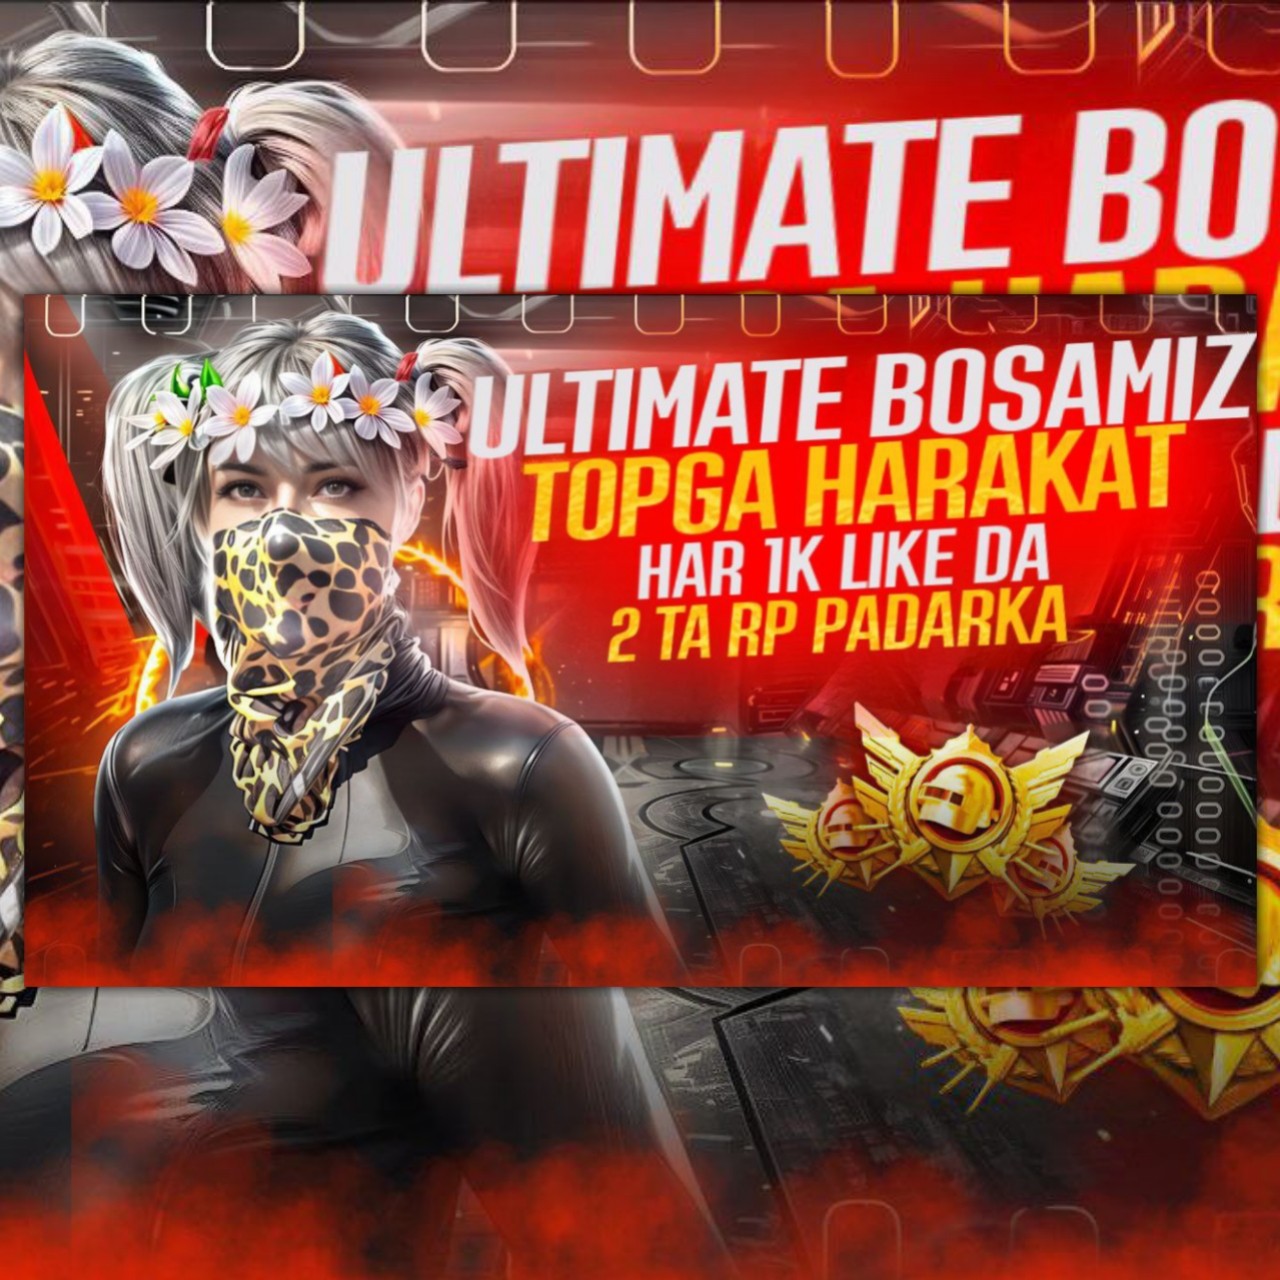 ULTIMATE BO
ULTIMATE BOSAMIZ
TOPGA HARAKAT
HAR 1K LIKE DA
2 TA RP PADARKA